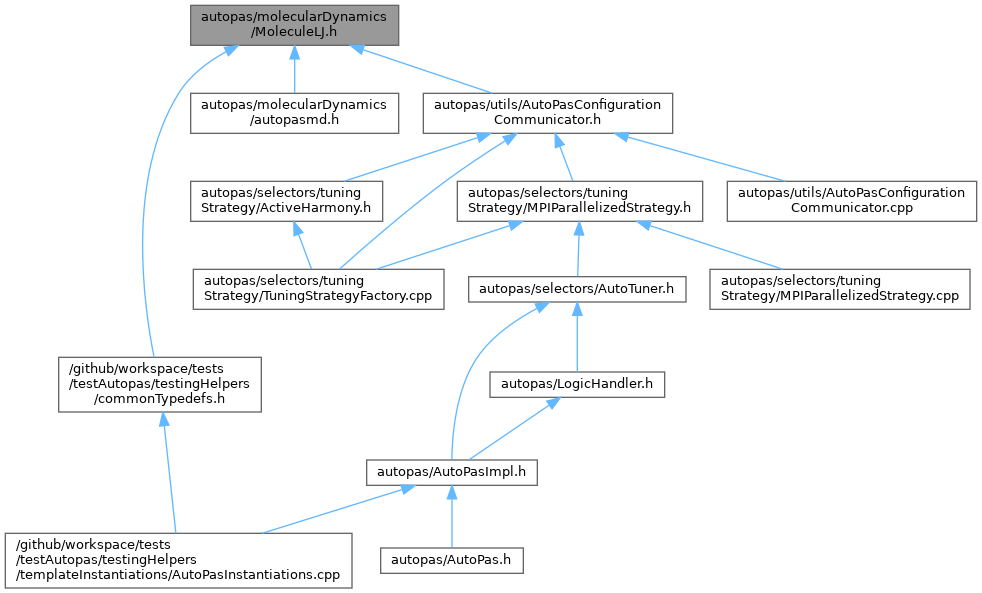 autopas/molecularDynamics
/MoleculeLJ.h
autopas/molecularDynamics
/autopasmd.h
autopas/utils/AutoPasConfiguration
Communicator.h
autopas/selectors/tuning
Strategy/ActiveHarmony.h
autopas/selectors/tuning
Strategy/MPIParallelizedStrategy.h
autopas/utils/AutoPasConfiguration
Communicator.cpp
autopas/selectors/tuning
Strategy/TuningStrategyFactory.cpp
autopas/selectors/AutoTuner.h
autopas/selectors/tuning
Strategy/MPIParallelizedStrategy.cpp
/github/workspace/tests
/testAutopas/testingHelpers
/commonTypedefs.h
autopas/LogicHandler.h
autopas/AutoPasImpl.h
/github/workspace/tests
/testAutopas/testingHelpers
/templateInstantiations/AutoPasInstantiations.cpp
autopas/AutoPas.h